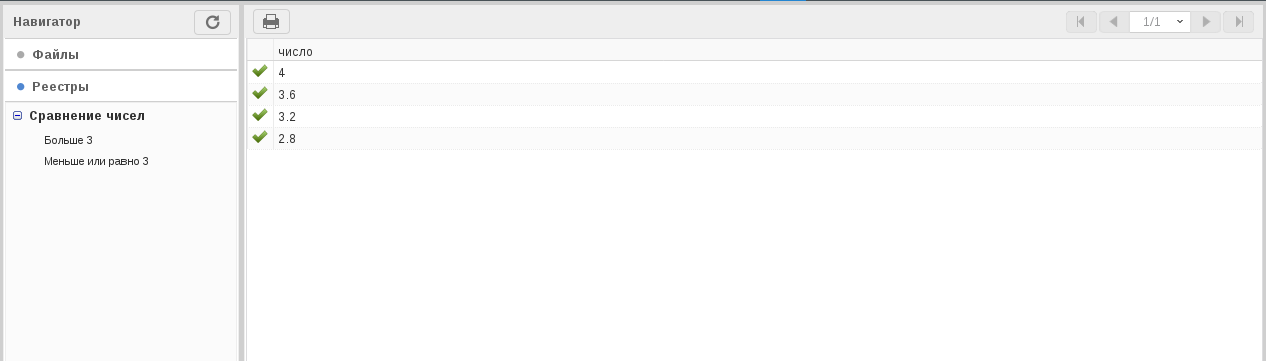 Навигатор
Файлы
Реестры
Сравнение чисел
Больше 3
Меньше или равно 3
1/1
число
4
3.6
3.2
2.8